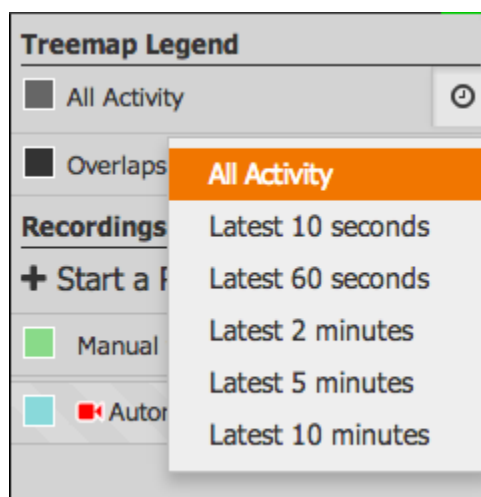 Treemap Legend
All Activity
Overlaps
All Activity
Latest 10 seconds
Recordings
Latest 60 seconds
Start a
Latest 2 minutes
Manual
Latest 5 minutes
Latest 10 minutes